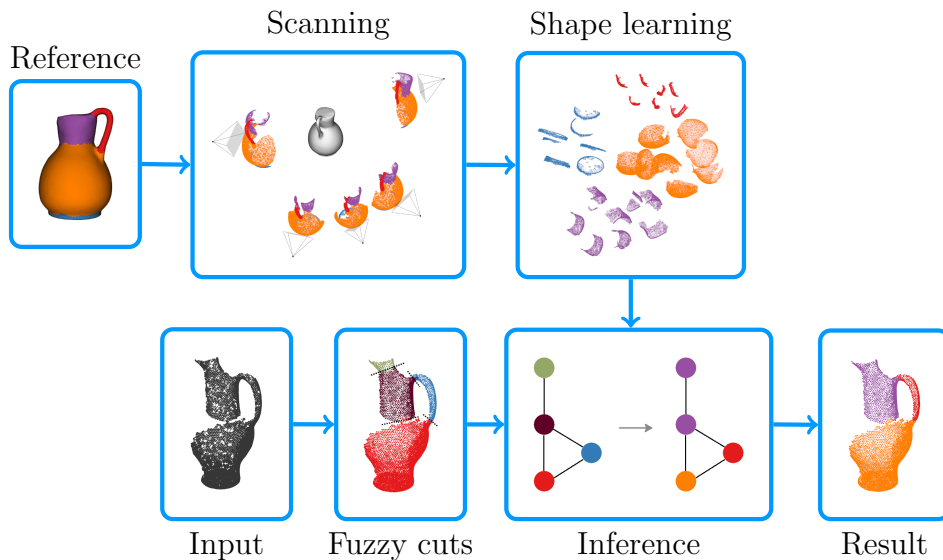 Scanning
Shape learning
Reference
Input
Fuzzy cuts
Inference
Result